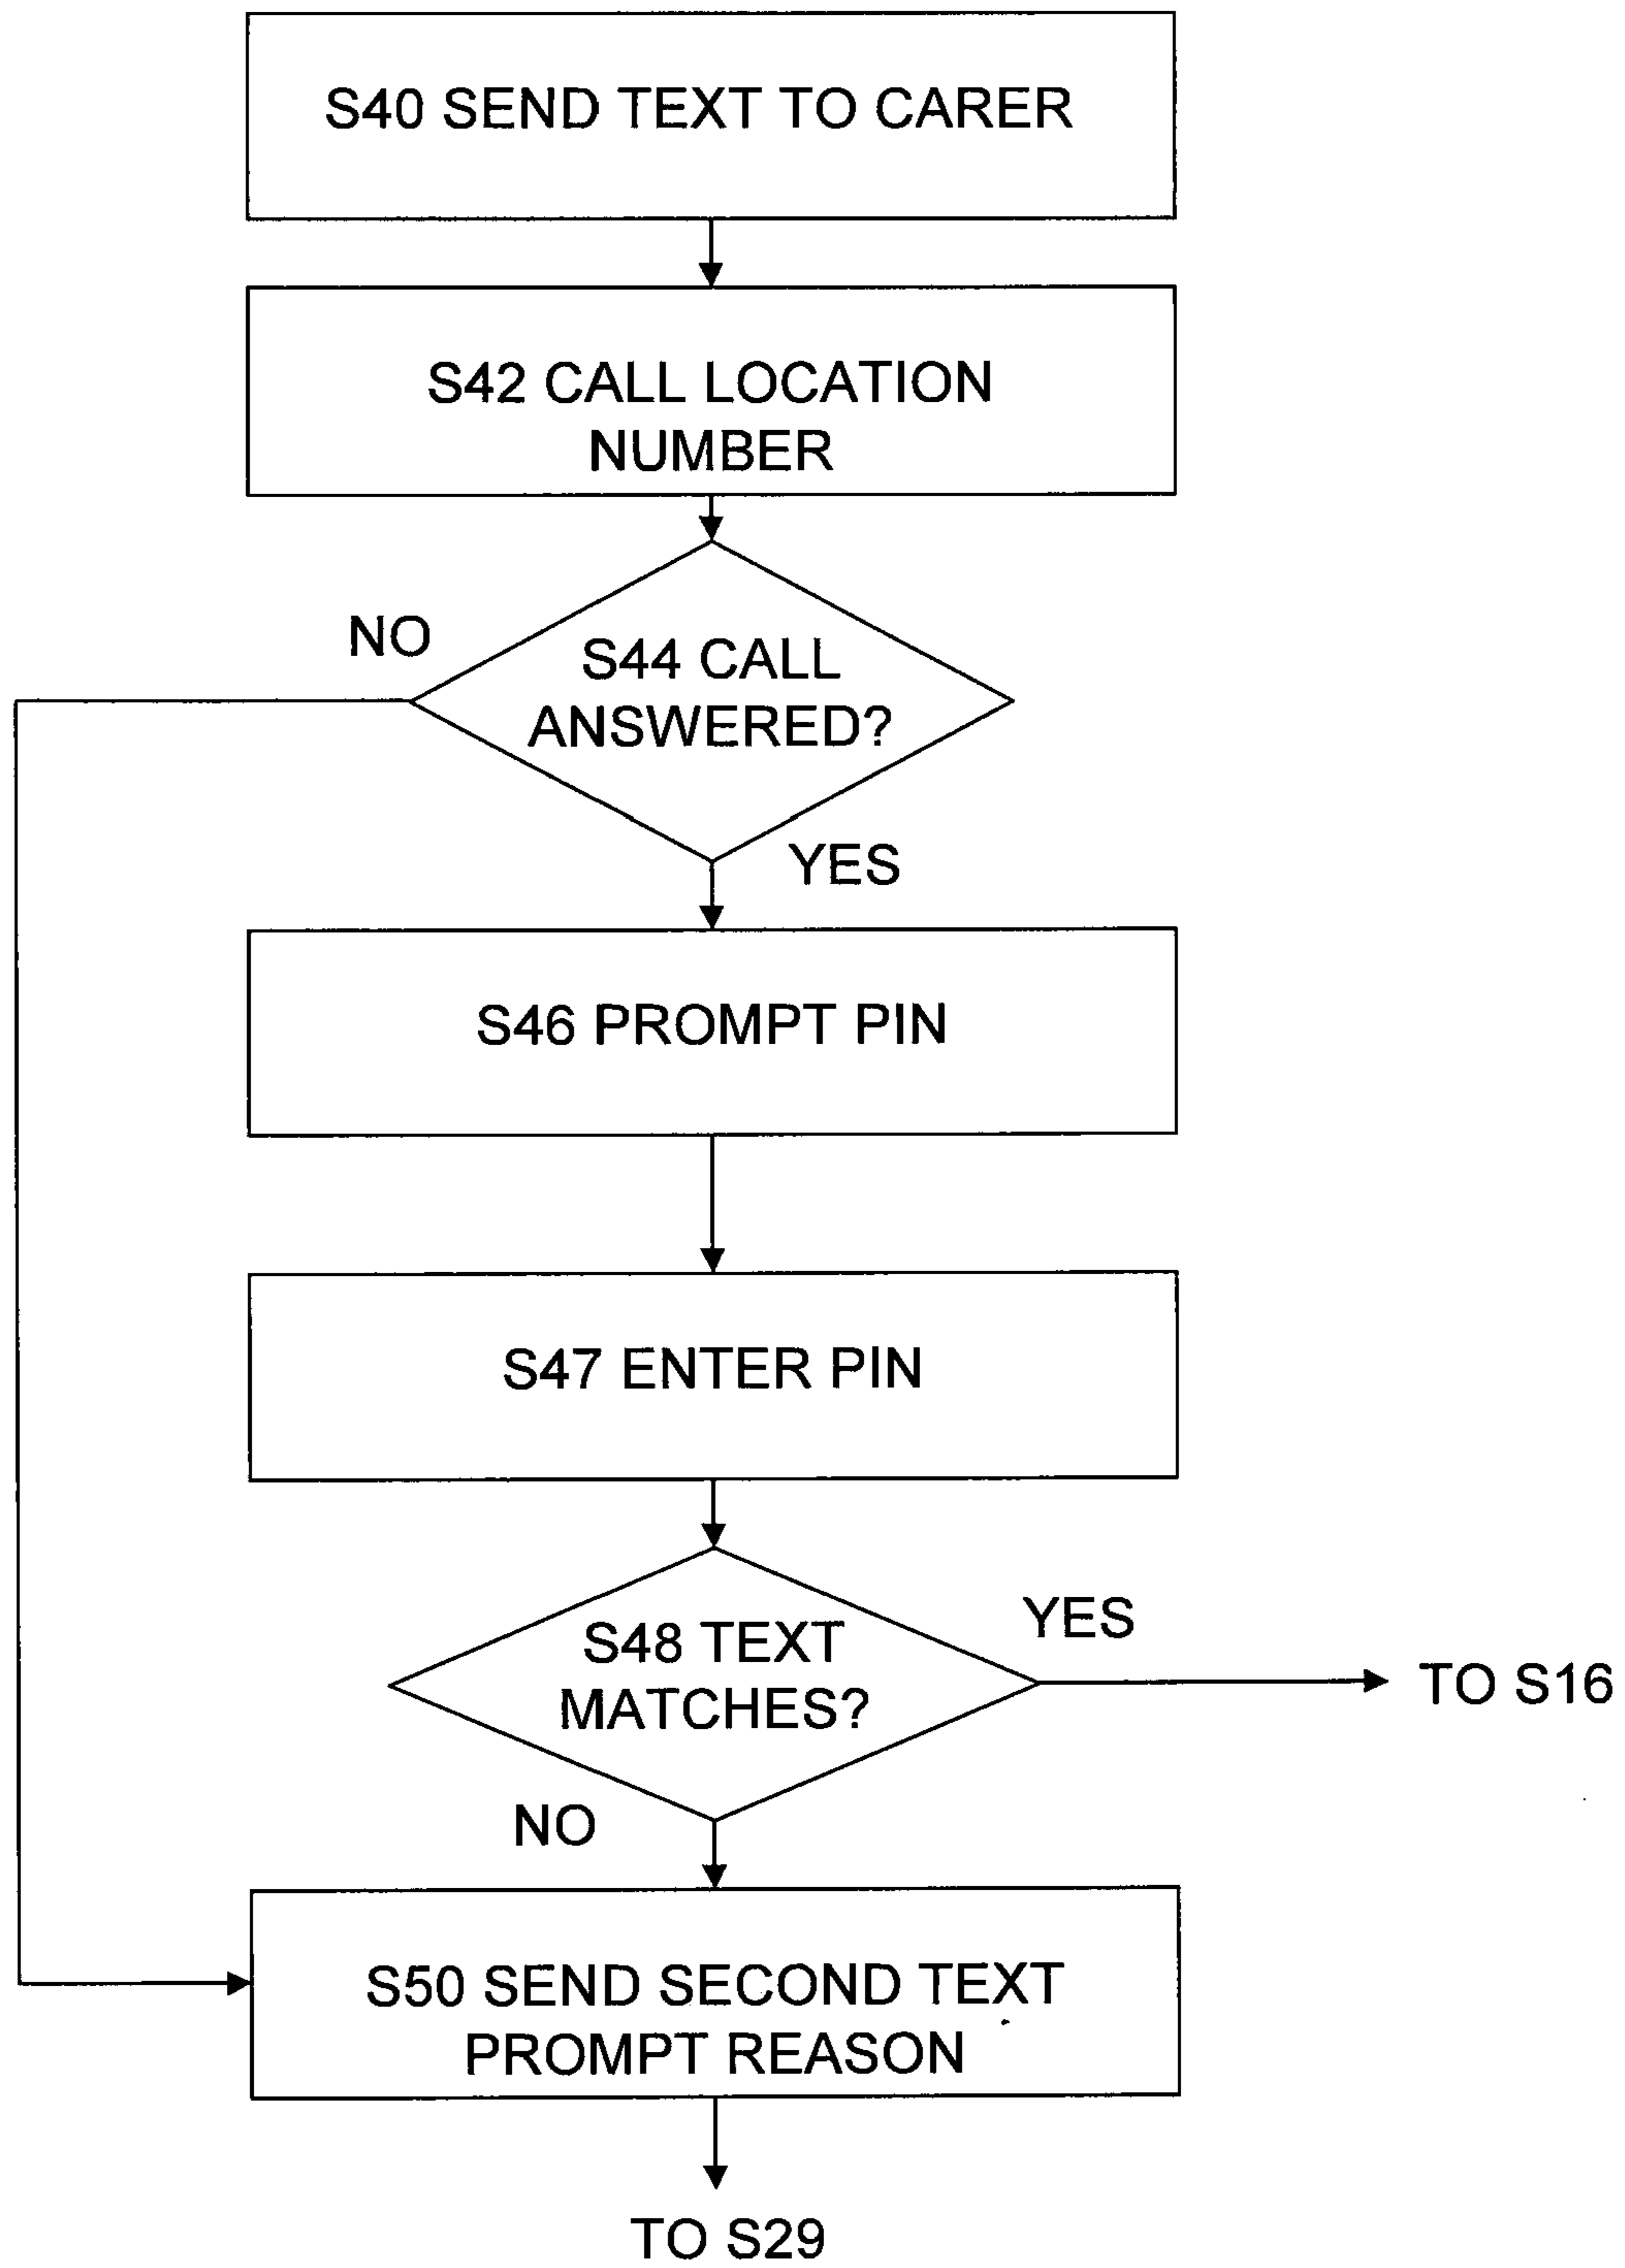 S40 SEND TEXT TO CARER
S42 CALL LOCATION
NUMBER
NO
S44 CALL
ANSWERED?
YES
S46 PROMPT PIN
S47 ENTER PIN
S48 TEXT
MATCHES?
YES
TO S16
NO
S50 SEND SECOND TEXT
PROMPT REASON
TO S29